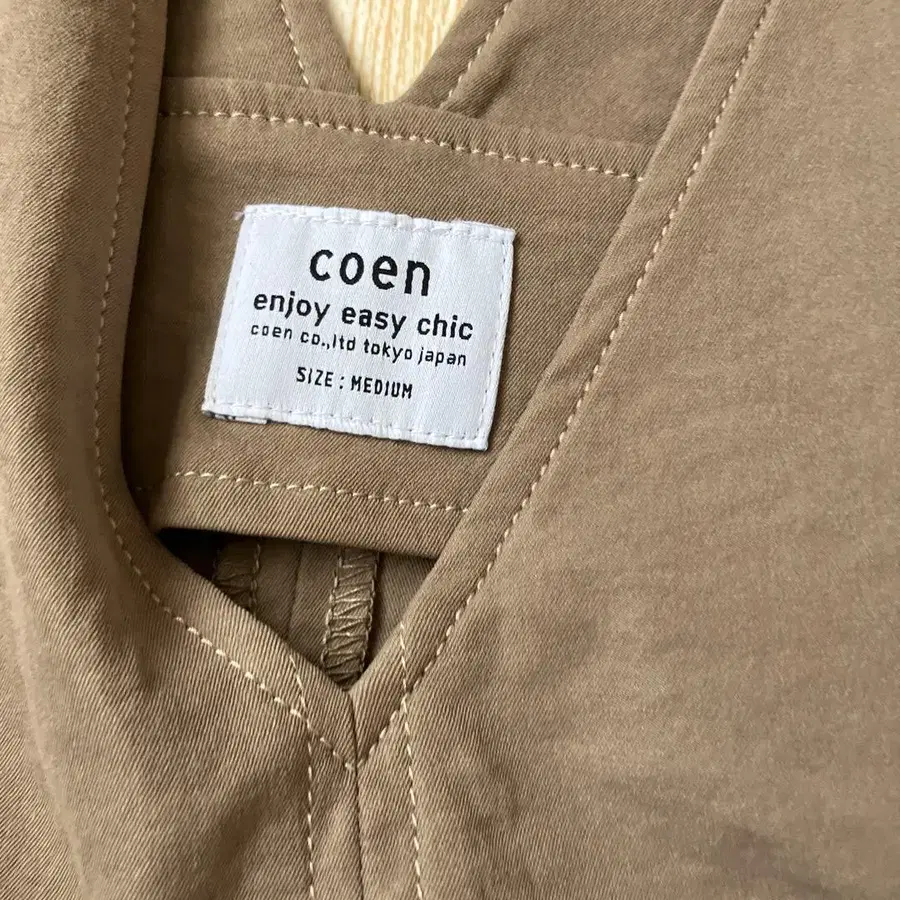 coen
enjoy easy chic
coen co.,ltd tokyo japan
SIZE : MEDIUM